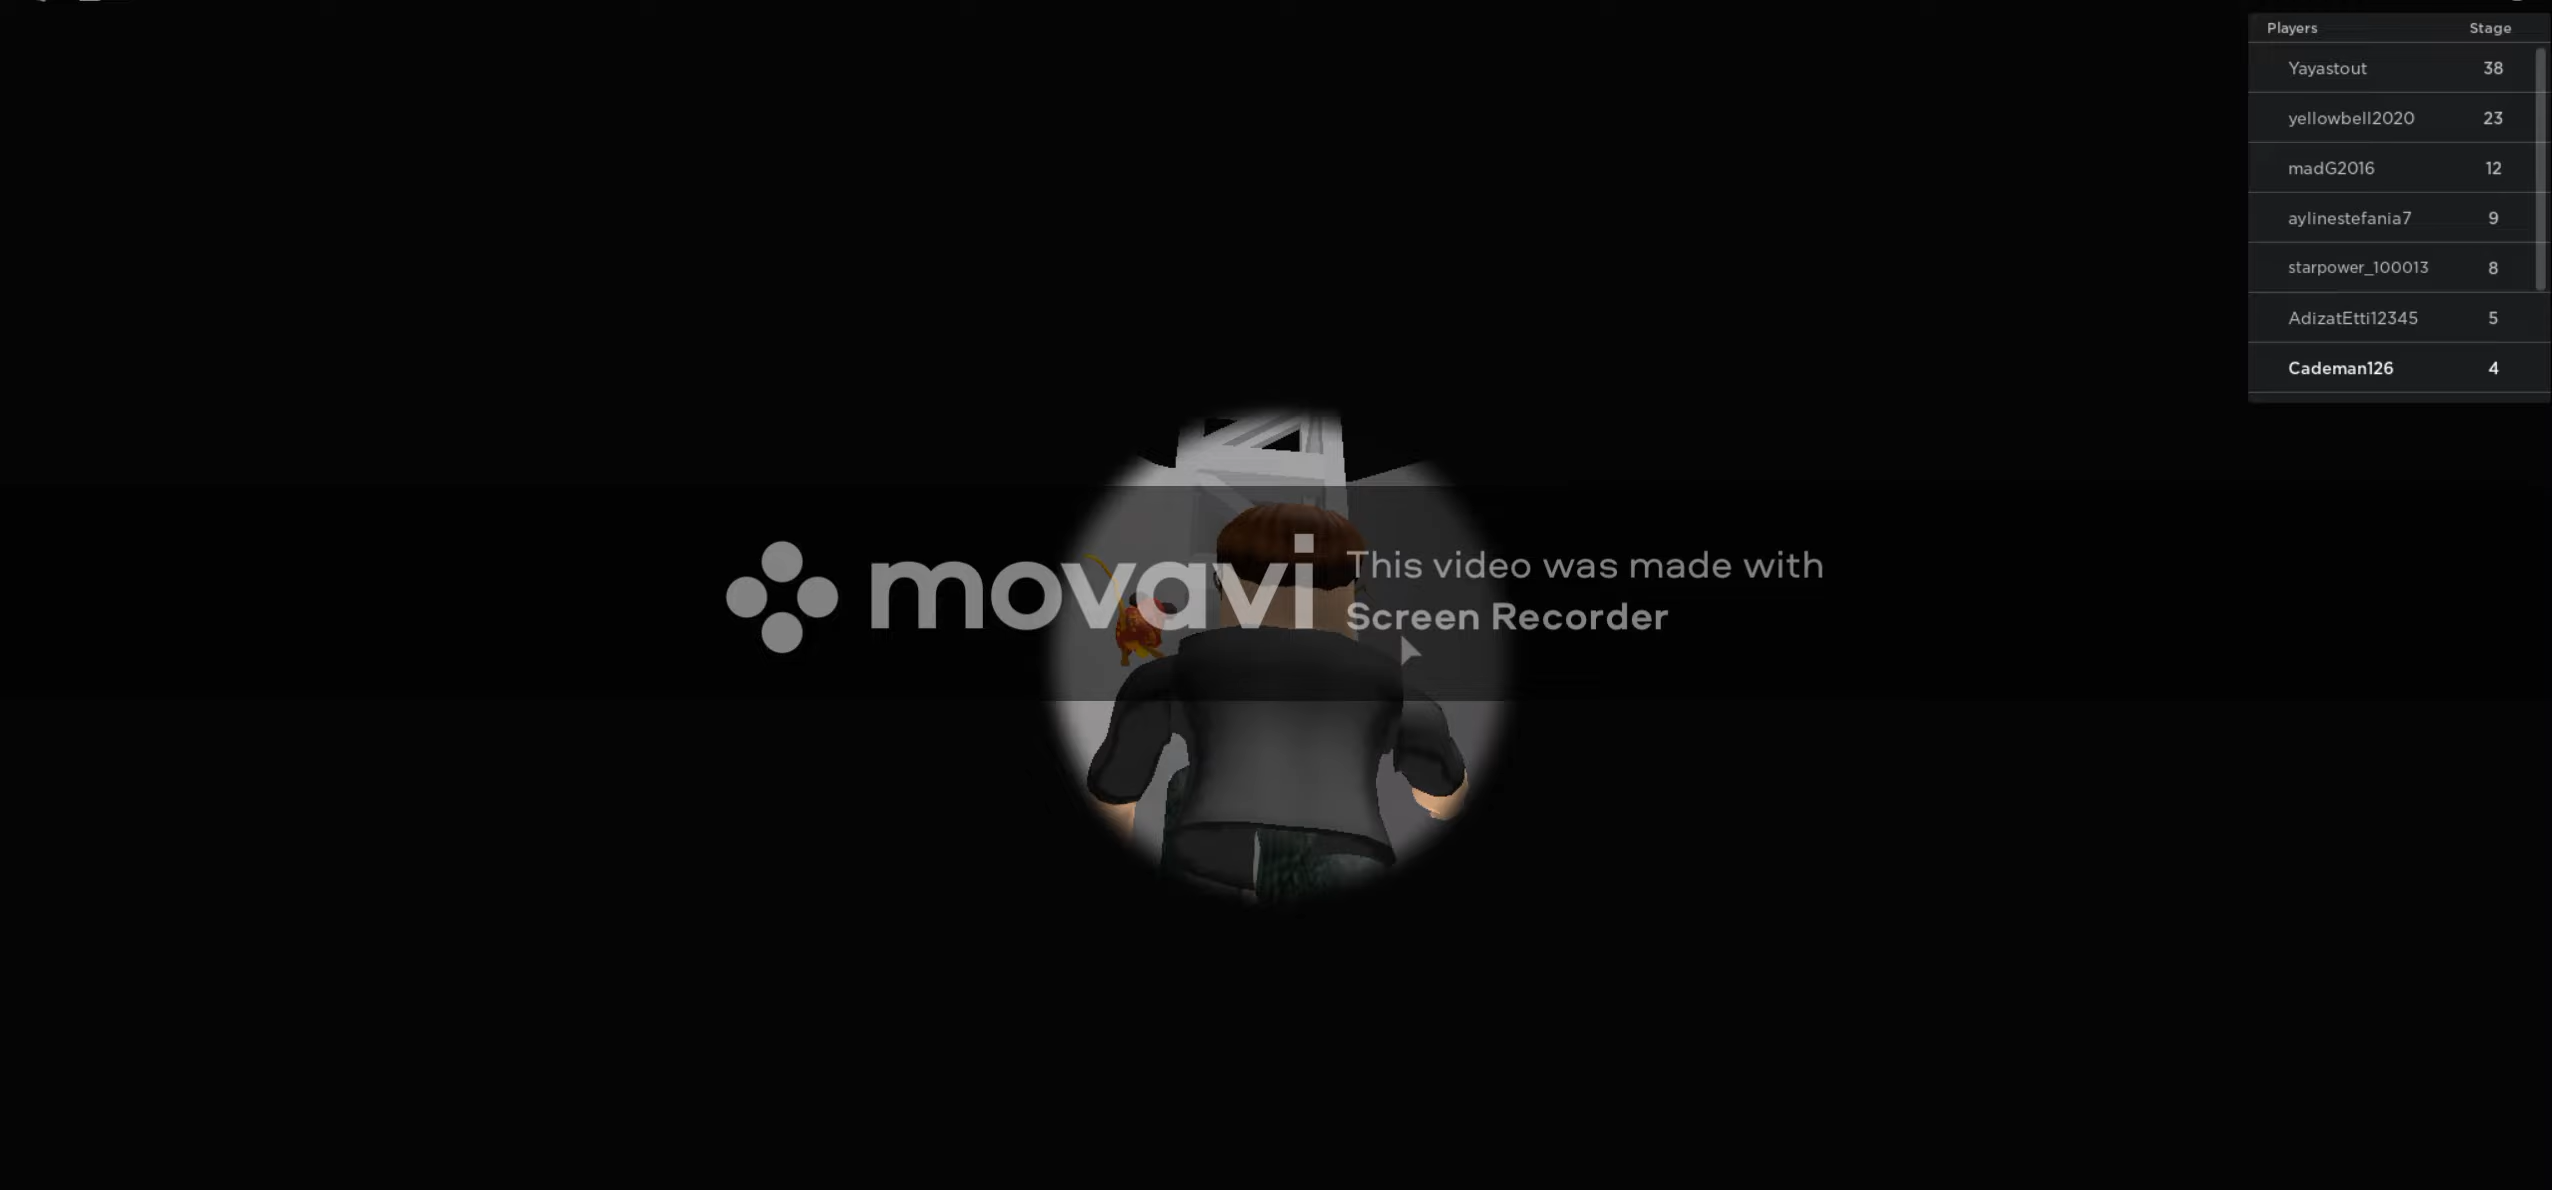 Players Stage
Yayastout 38
yellowbell2020 23
madG2016 12
aylinestefania7 9
starpower_100013 8
AdizatEtti12345 5
Cademan126 4
movavi
This video was made with
Screen Recorder